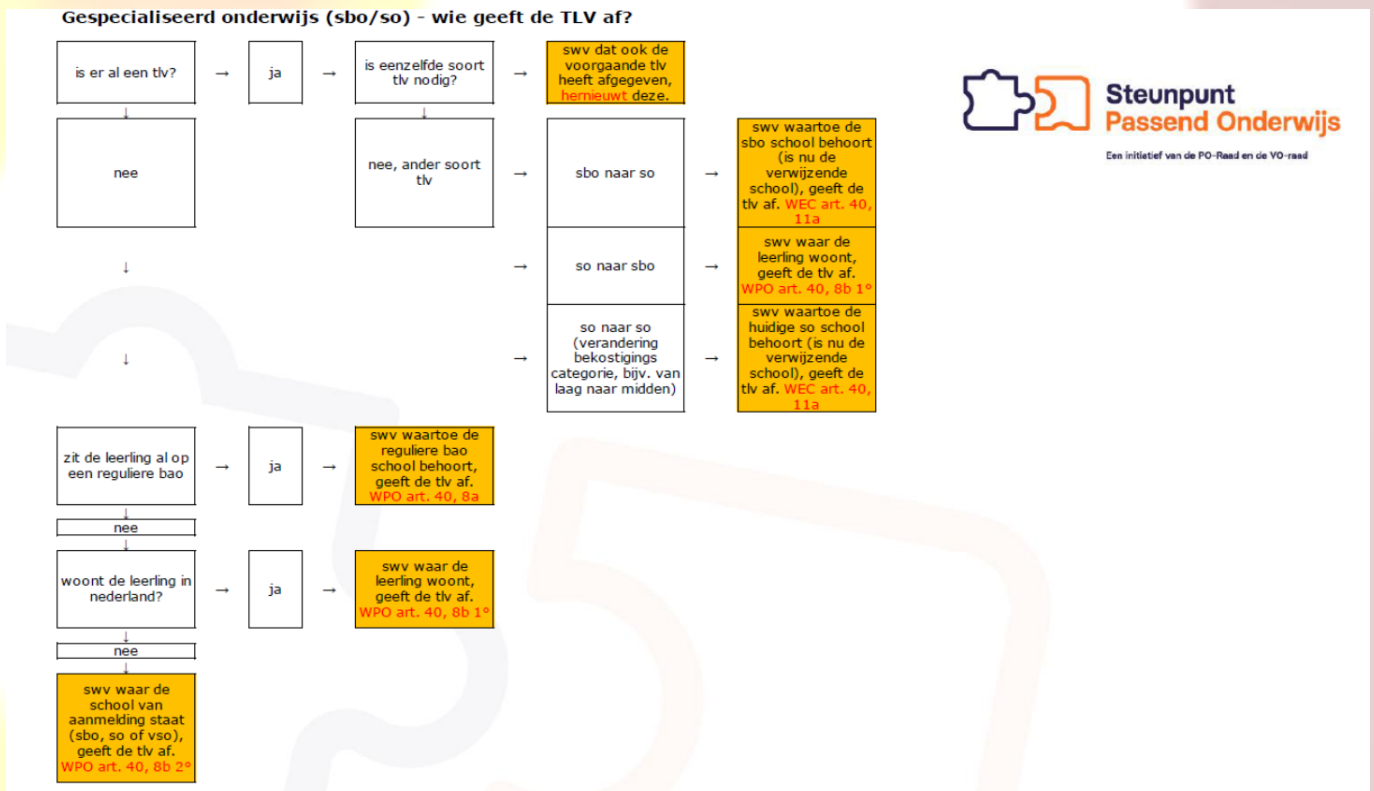 Gespecialiseerd onderwijs (sbo/so) - wie geeft de TLV af?
is er al een tlv?
→
ja
→
is eenzelfde soort
tlv nodig?
→
swv dat ook de
voorgaande tlv
heeft afgegeven,
hernieuwt deze.
Steunpunt
Passend Onderwijs
Een initiatief van de PO-Raad en de VO-raad
↓
↓
nee
nee, ander soort
tlv
→
sbo naar so
→
swv waartoe de
sbo school behoort
(is nu de
verwijzende
school), geeft de
tlv af. WEC art. 40,
11a
↓
→
so naar sbo
→
swv waar de
leerling woont,
geeft de tlv af.
WPO art. 40, 8b 1°
↓
→
so naar so
(verandering
bekostigings
categorie, bijv. van
laag naar midden)
→
swv waartoe de
huidige so school
behoort (is nu de
verwijzende
school), geeft de
tlv af. WEC art. 40,
11a
zit de leerling al op
een reguliere bao
→
ja
→
swv waartoe de
reguliere bao
school behoort,
geeft de tlv af.
WPO art. 40, 8a
↓
nee
↓
woont de leerling in
nederland?
→
ja
→
swv waar de
leerling woont,
geeft de tlv af.
WPO art. 40, 8b 1°
↓
nee
↓
swv waar de
school van
aanmelding staat
(sbo, so of vso),
geeft de tlv af.
WPO art. 40, 8b 2°